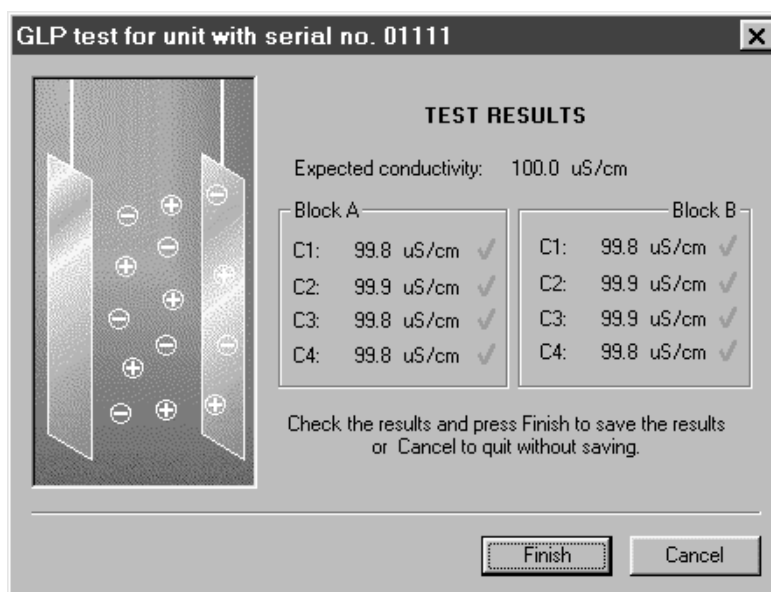 GLP test for unit with serial no. 01111
TEST RESULTS
Expected conductivity: 100.0 uS/cm
Block A
C1: 99.8 uS/cm
C2: 99.9 uS/cm
C3: 99.8 uS/cm
C4: 99.8 uS/cm
Block B
C1: 99.8 uS/cm
C2: 99.9 uS/cm
C3: 99.9 uS/cm
C4: 99.8 uS/cm
Check the results and press Finish to save the results
or Cancel to quit without saving.
Finish
Cancel